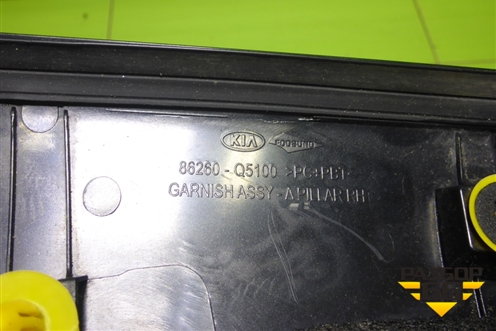 KIA
86260 - Q5100 >PC+PBT<
GARNISH ASSY - A PILLAR RH